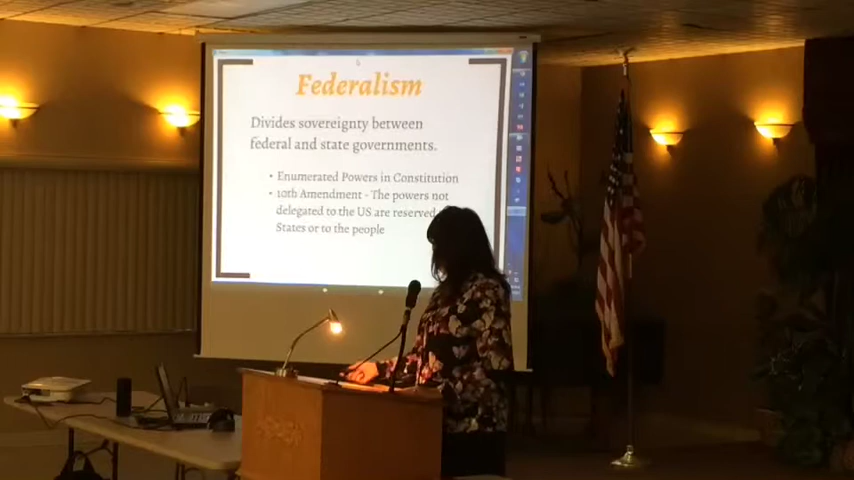 Federalism
Divides sovereignty between
federal and state governments.
• Enumerated Powers in Constitution
• 10th Amendment - The powers not
delegated to the US are reserved
States or to the people